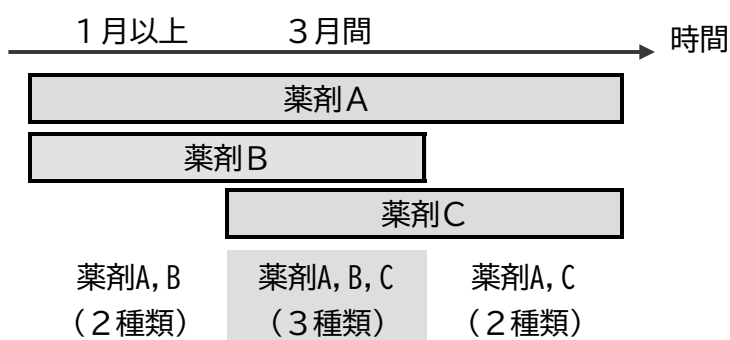 １月以上 ３月間
時間
薬剤Ａ
薬剤Ｂ
薬剤Ｃ
薬剤A,B 薬剤A,B,C 薬剤A,C
（２種類） （３種類） （２種類）